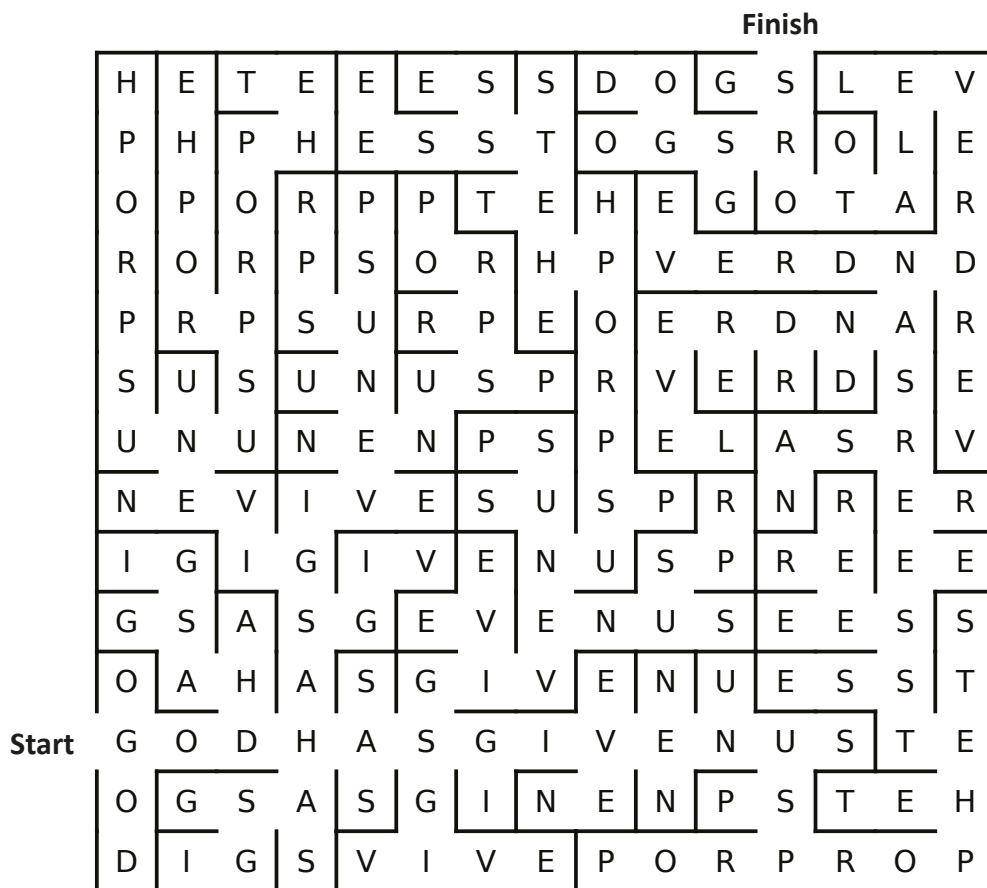 Finish
H E T E E E S S D O G S L E V
P H P H E S S T O G S R O L E
O P O R P P T E H E G O T A R
R O R P S O R H P V E R D N D
P R P S U R P E O E R D N A R
S U S U N U S P R V E R D S E
U N U N E N P S P E L A S R V
N E V I V E S U S P R N R E R
I G I G I V E N U S P R E E E
G S A S G E V E N U S E E S S
O A H A S G I V E N U E S S T
Start G O D H A S G I V E N U S T E
O G S A S G I N E N P S T E H
D I G S V I V E P O R P R O P